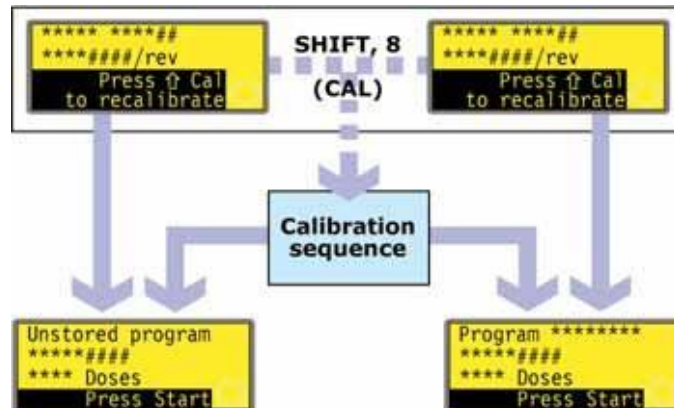 ***** ****##
****####/rev
Press ⇧ Cal
to recalibrate
SHIFT, 8
(CAL)
***** ****##
****####/rev
Press ⇧ Cal
to recalibrate
Calibration
sequence
Unstored program
*****####
**** Doses
Press Start
Program ********
*****####
**** Doses
Press Start